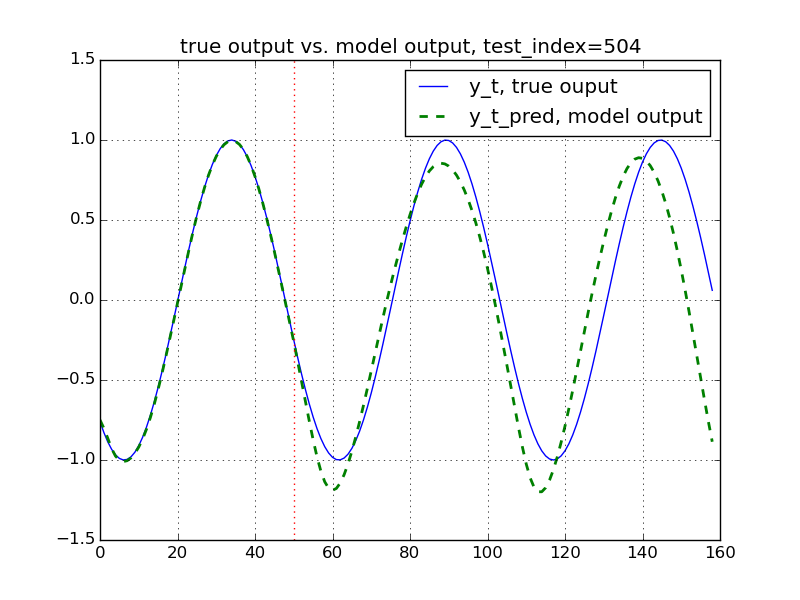 true output vs. model output, test_index=504
y_t, true ouput
y_t_pred, model output
1.5
1.0
0.5
0.0
−0.5
−1.0
−1.5
0 20 40 60 80 100 120 140 160